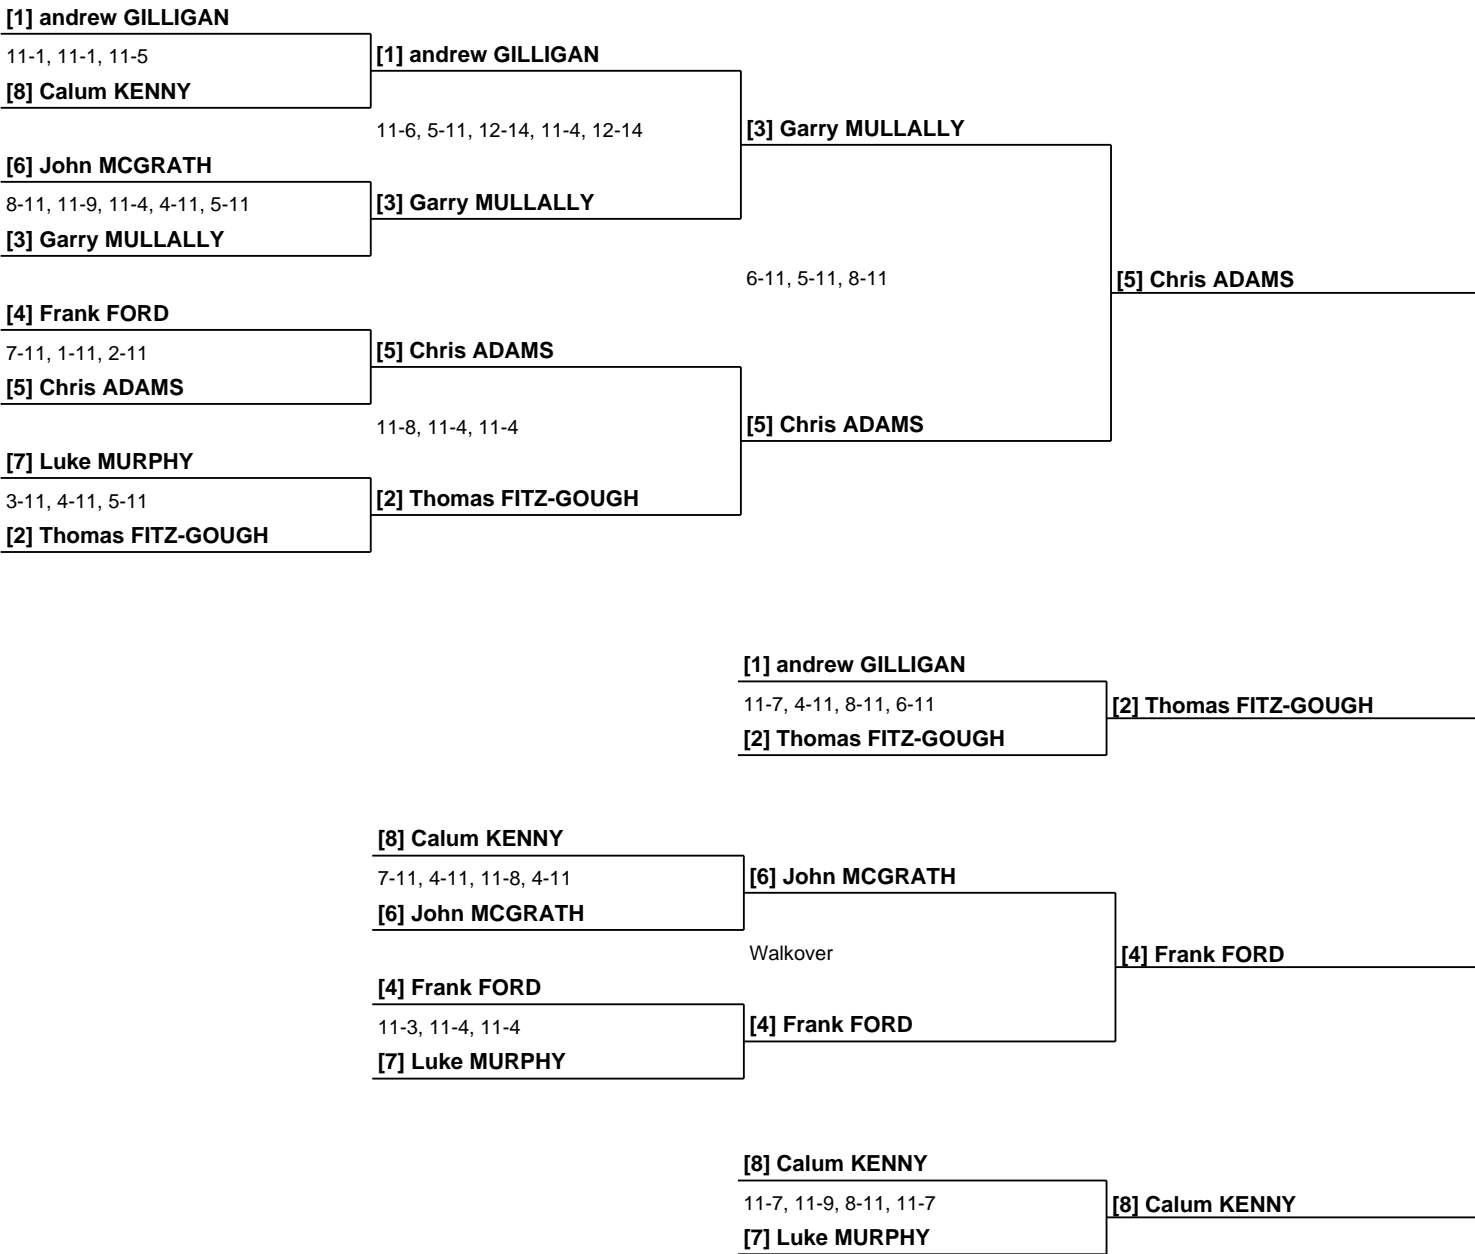 [1] andrew GILLIGAN
11-1, 11-1, 11-5
[1] andrew GILLIGAN
[8] Calum KENNY
11-6, 5-11, 12-14, 11-4, 12-14
[3] Garry MULLALLY
[6] John MCGRATH
8-11, 11-9, 11-4, 4-11, 5-11
[3] Garry MULLALLY
[3] Garry MULLALLY
6-11, 5-11, 8-11
[5] Chris ADAMS
[4] Frank FORD
7-11, 1-11, 2-11
[5] Chris ADAMS
[5] Chris ADAMS
11-8, 11-4, 11-4
[5] Chris ADAMS
[7] Luke MURPHY
3-11, 4-11, 5-11
[2] Thomas FITZ-GOUGH
[2] Thomas FITZ-GOUGH
[1] andrew GILLIGAN
11-7, 4-11, 8-11, 6-11
[2] Thomas FITZ-GOUGH
[2] Thomas FITZ-GOUGH
[8] Calum KENNY
7-11, 4-11, 11-8, 4-11
[6] John MCGRATH
[6] John MCGRATH
Walkover
[4] Frank FORD
[4] Frank FORD
11-3, 11-4, 11-4
[4] Frank FORD
[7] Luke MURPHY
[8] Calum KENNY
11-7, 11-9, 8-11, 11-7
[8] Calum KENNY
[7] Luke MURPHY